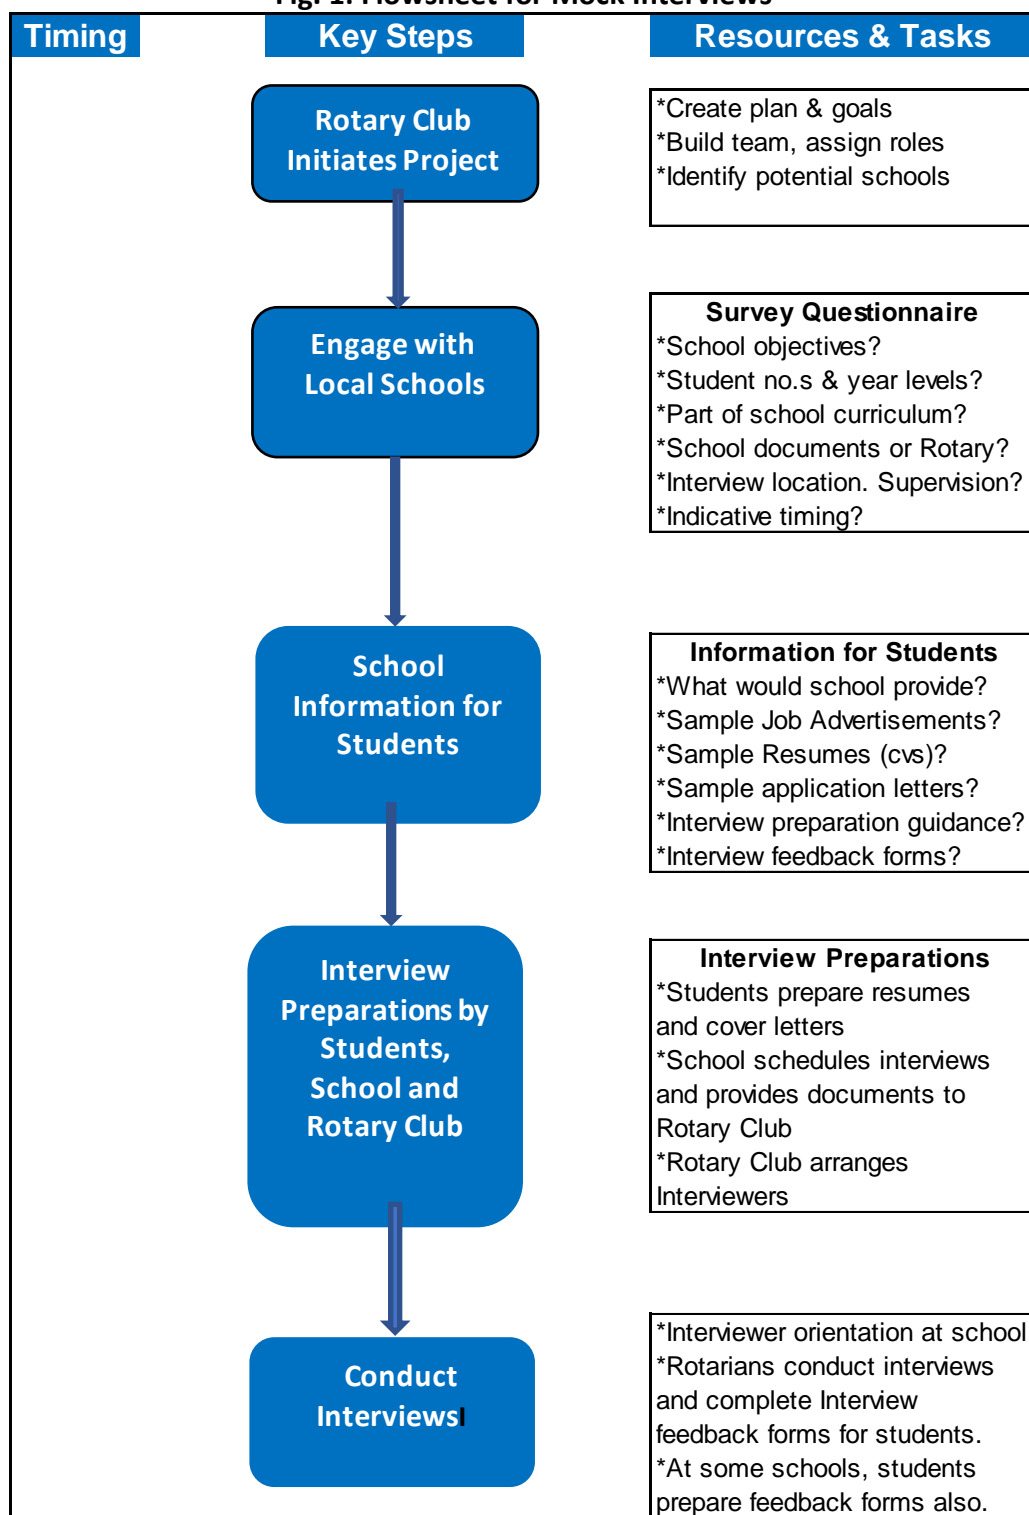 Fig. 1: Flowsheet for Mock Interviews
Timing
Key Steps
Resources & Tasks
Rotary Club
Initiates Project
*Create plan & goals
*Build team, assign roles
*Identify potential schools
Engage with
Local Schools
Survey Questionnaire
*School objectives?
*Student no.s & year levels?
*Part of school curriculum?
*School documents or Rotary?
*Interview location. Supervision?
*Indicative timing?
School
Information for
Students
Information for Students
*What would school provide?
*Sample Job Advertisements?
*Sample Resumes (cvs)?
*Sample application letters?
*Interview preparation guidance?
*Interview feedback forms?
Interview
Preparations by
Students,
School and
Rotary Club
Interview Preparations
*Students prepare resumes
and cover letters
*School schedules interviews
and provides documents to
Rotary Club
*Rotary Club arranges
Interviewers
Conduct
InterviewsI
*Interviewer orientation at school
*Rotarians conduct interviews
and complete Interview
feedback forms for students.
*At some schools, students
prepare feedback forms also.